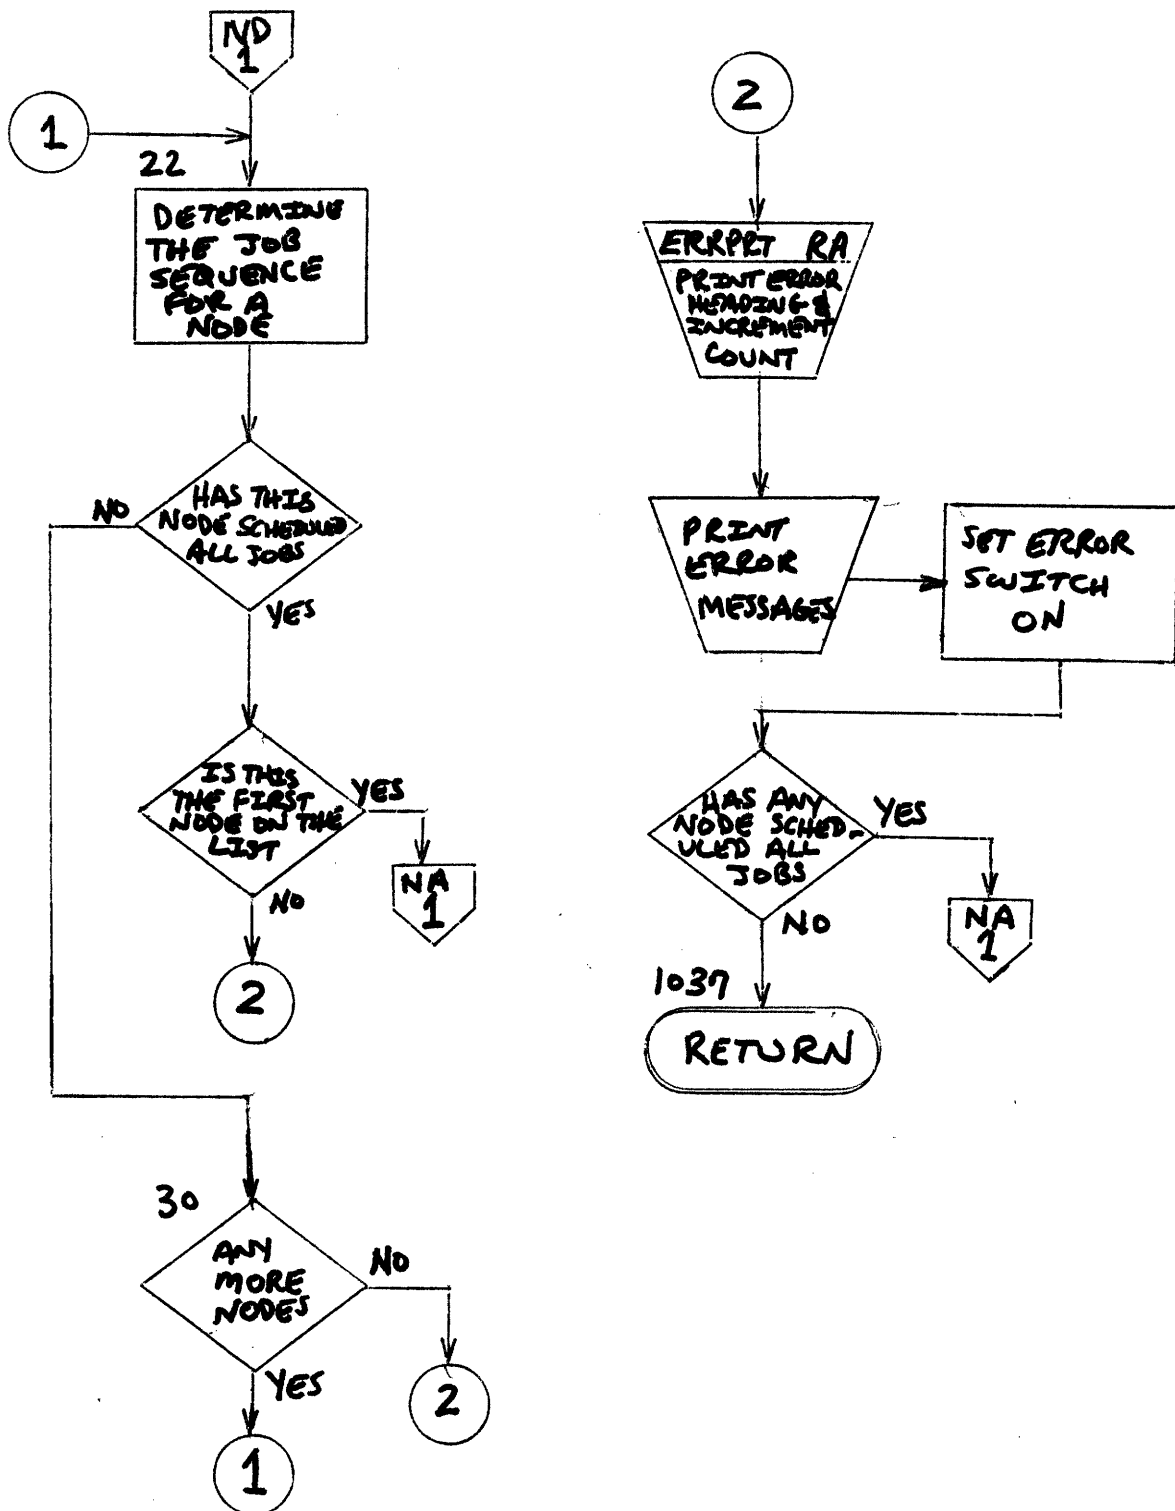 ND
1
1
22
DETERMINE
THE JOB
SEQUENCE
FOR A
NODE
HAS THIS
NODE SCHEDULED
ALL JOBS
NO
YES
IS THIS
THE FIRST
NODE ON THE
LIST
YES
NA
1
NO
2
30
ANY
MORE
NODES
NO
2
YES
1
2
ERRPRT RA
PRINT ERROR
HEADING &
INCREMENT
COUNT
PRINT
ERROR
MESSAGES
SET ERROR
SWITCH
ON
HAS ANY
NODE SCHED-
ULED ALL
JOBS
YES
NA
1
NO
1037
RETURN